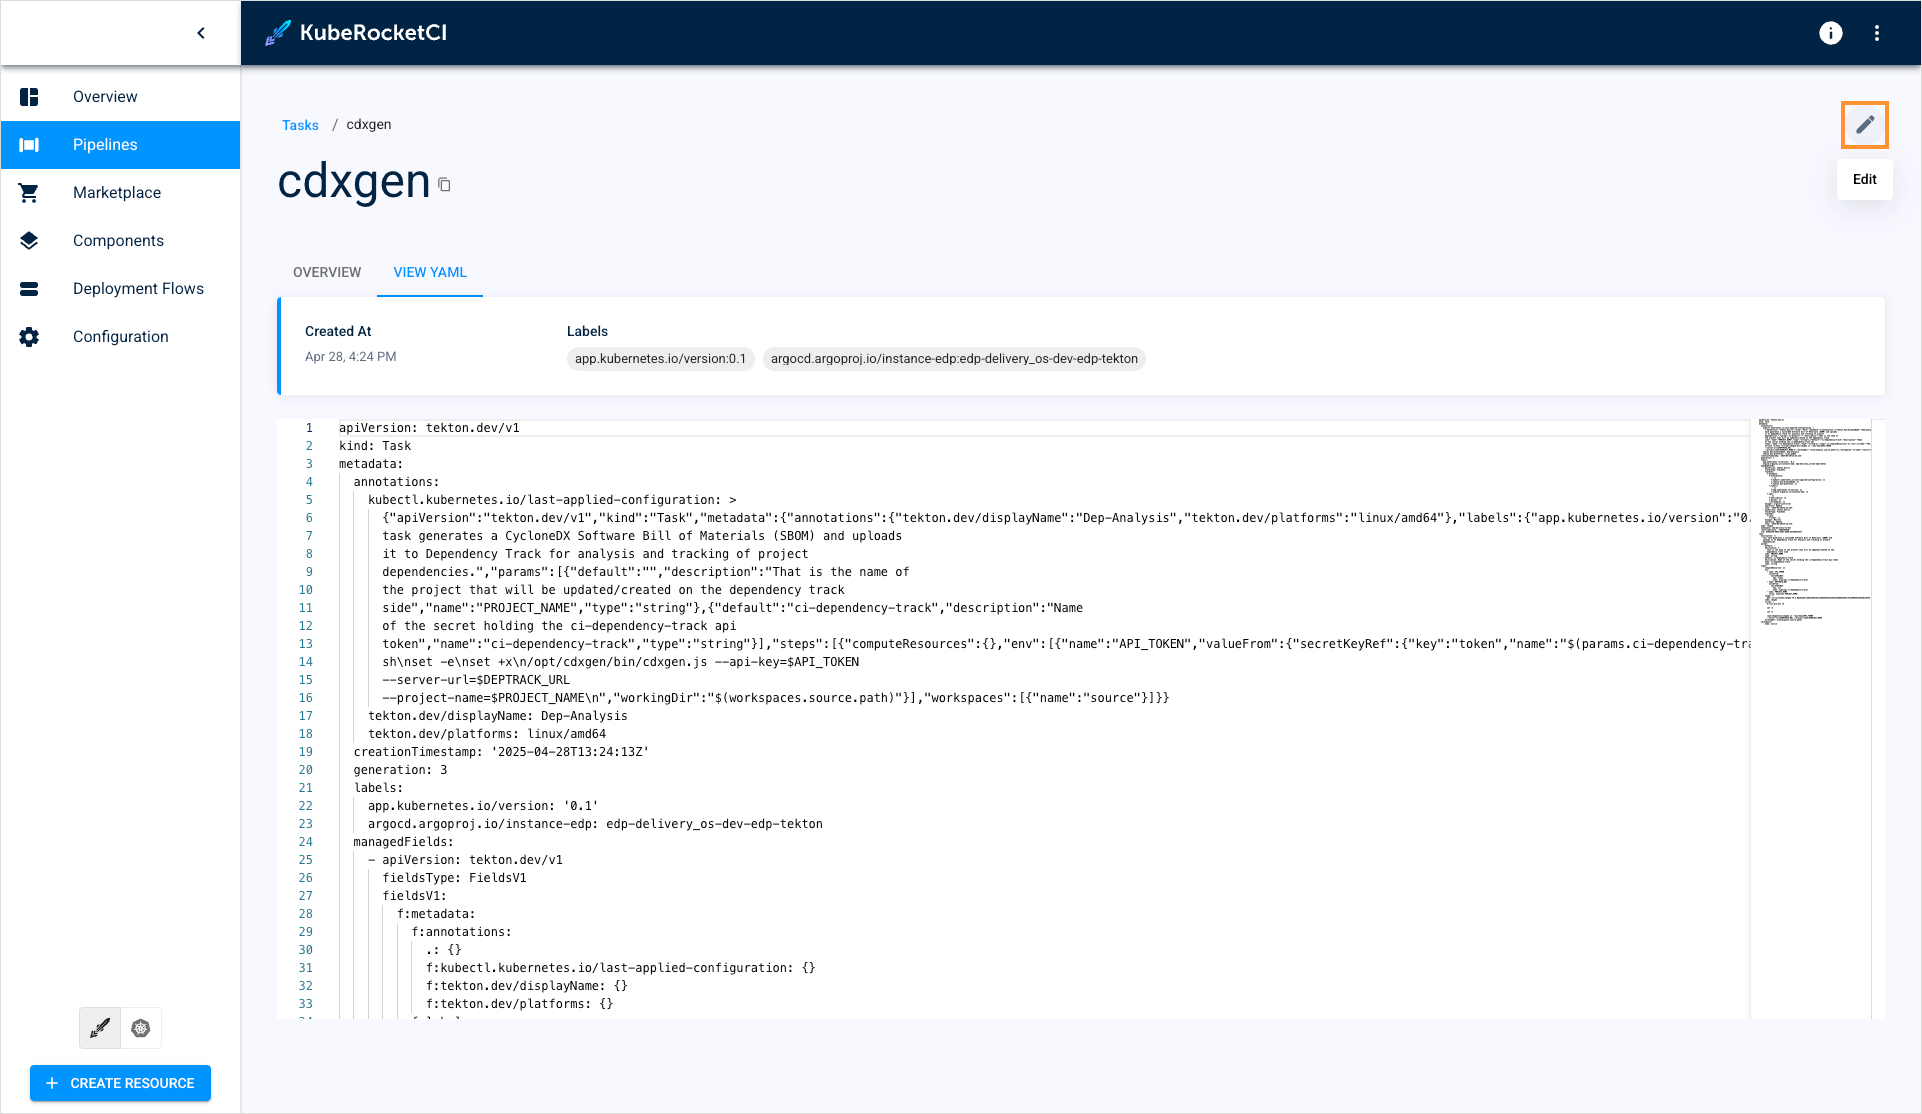 KubeRocketCI
Overview
Pipelines
Marketplace
Components
Deployment Flows
Configuration
CREATE RESOURCE
Tasks / cdxgen
Edit
cdxgen
OVERVIEW VIEW YAML
Created At
Apr 28, 4:24 PM
Labels
app.kubernetes.io/version:0.1 argocd.argoproj.io/instance-edp:edp-delivery_os-dev-edp-tekton
1 apiVersion: tekton.dev/v1
2 kind: Task
3 metadata:
4 annotations:
5 kubectl.kubernetes.io/last-applied-configuration: >
6 {"apiVersion":"tekton.dev/v1","kind":"Task","metadata":{"annotations":{"tekton.dev/displayName":"Dep-Analysis","tekton.dev/platforms":"linux/amd64"},"labels":{"app.kubernetes.io/version":"0.
7 task generates a CycloneDX Software Bill of Materials (SBOM) and uploads
8 it to Dependency Track for analysis and tracking of project
9 dependencies.","params":[{"default":"","description":"That is the name of
10 the project that will be updated/created on the dependency track
11 side","name":"PROJECT_NAME","type":"string"},{"default":"ci-dependency-track","description":"Name
12 of the secret holding the ci-dependency-track api
13 token","name":"ci-dependency-track","type":"string"}],"steps":[{"computeResources":{},"env":[{"name":"API_TOKEN","valueFrom":{"secretKeyRef":{"key":"token","name":"$(params.ci-dependency-tra
14 sh\nset -e\nset +x\n/opt/cdxgen/bin/cdxgen.js --api-key=$API_TOKEN
15 --server-url=$DEPTRACK_URL
16 --project-name=$PROJECT_NAME\n","workingDir":"$(workspaces.source.path)"}],"workspaces":[{"name":"source"}]}}
17 tekton.dev/displayName: Dep-Analysis
18 tekton.dev/platforms: linux/amd64
19 creationTimestamp: '2025-04-28T13:24:13Z'
20 generation: 3
21 labels:
22 app.kubernetes.io/version: '0.1'
23 argocd.argoproj.io/instance-edp: edp-delivery_os-dev-edp-tekton
24 managedFields:
25 - apiVersion: tekton.dev/v1
26 fieldsType: FieldsV1
27 fieldsV1:
28 f:metadata:
29 f:annotations:
30 .: {}
31 f:kubectl.kubernetes.io/last-applied-configuration: {}
32 f:tekton.dev/displayName: {}
33 f:tekton.dev/platforms: {}